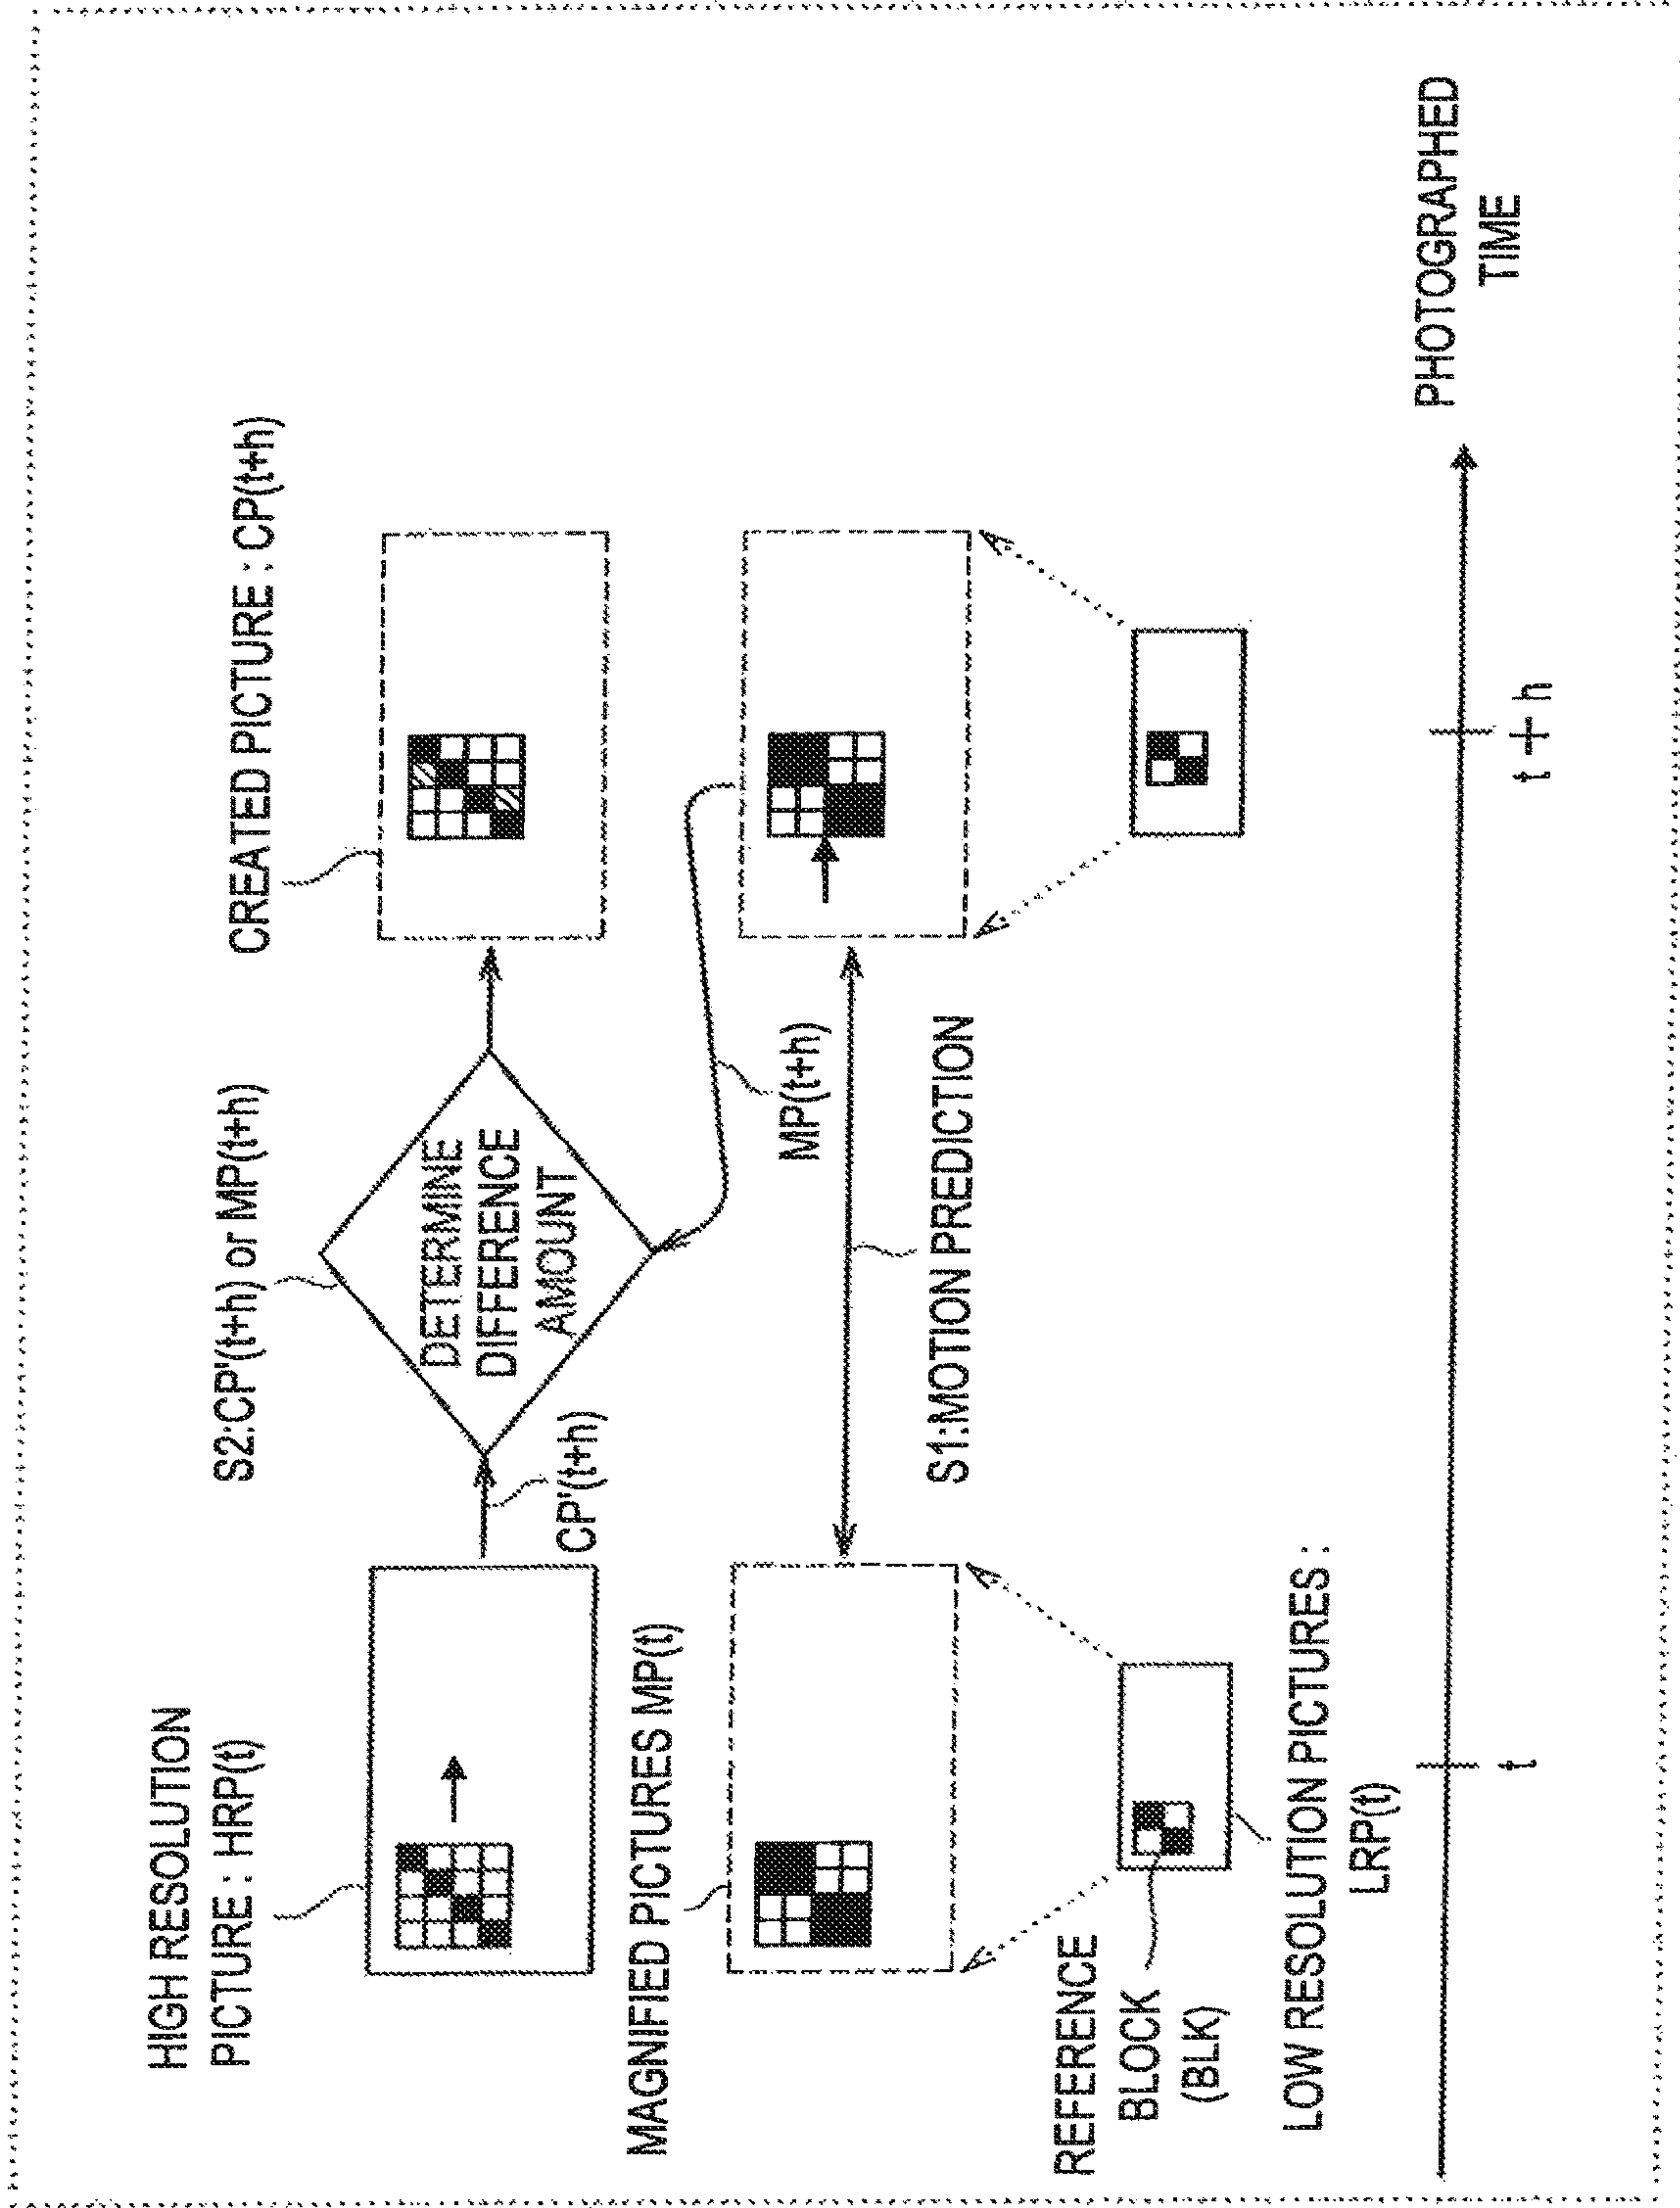 HIGH RESOLUTION
PICTURE : HRP(t)
S2:CP'(t+h) or MP(t+h)
CREATED PICTURE : CP(t+h)
DETERMINE
DIFFERENCE
AMOUNT
CP'(t+h)
MAGNIFIED PICTURES MP(t)
MP(t+h)
S1:MOTION PREDICTION
REFERENCE
BLOCK
(BLK)
LOW RESOLUTION PICTURES :
LRP(t)
t
t+h
PHOTOGRAPHED
TIME